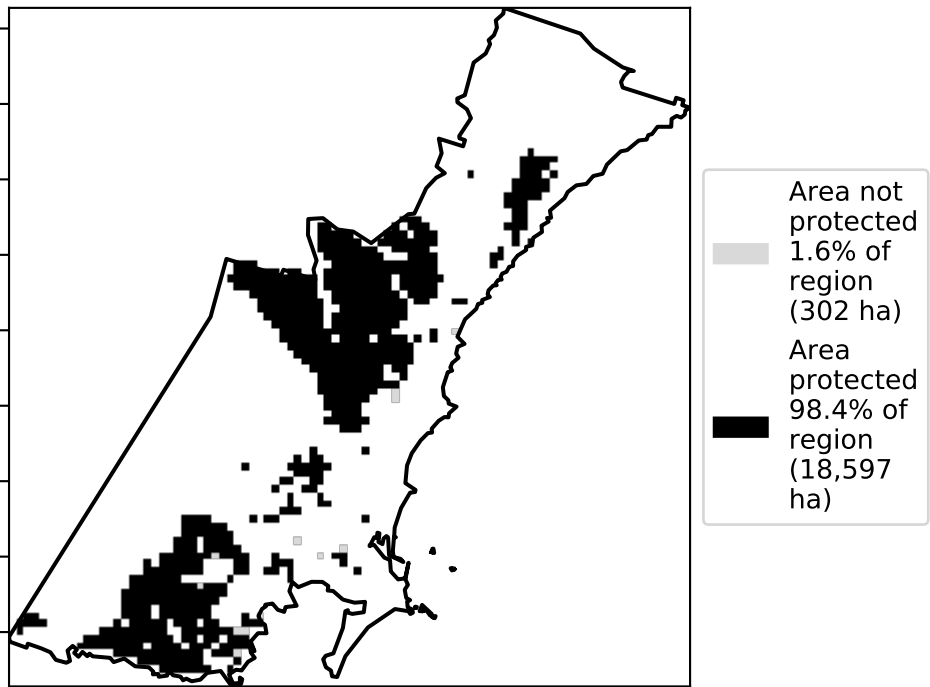 Area not
protected
1.6% of
region
(302 ha)
Area
protected
98.4% of
region
(18,597
ha)